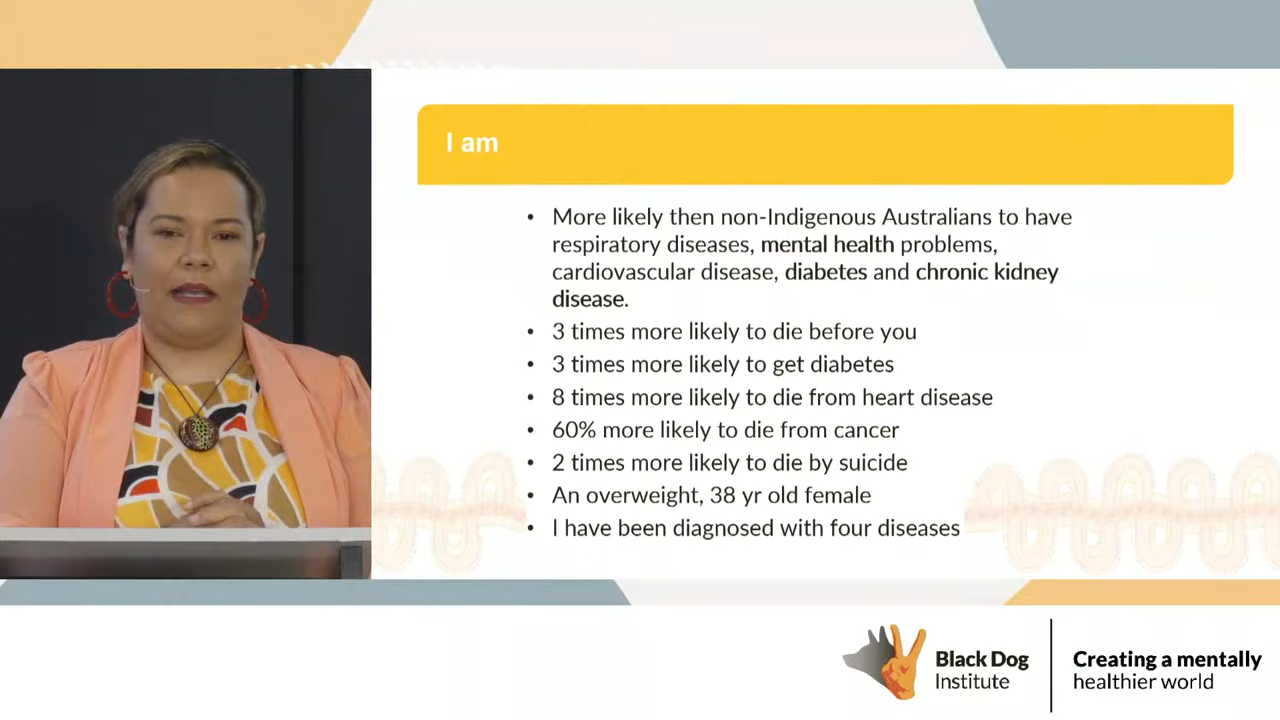 I am
• More likely then non-Indigenous Australians to have
respiratory diseases, mental health problems,
cardiovascular disease, diabetes and chronic kidney
disease.
• 3 times more likely to die before you
• 3 times more likely to get diabetes
• 8 times more likely to die from heart disease
• 60% more likely to die from cancer
• 2 times more likely to die by suicide
• An overweight, 38 yr old female
• I have been diagnosed with four diseases
Black Dog
Institute
Creating a mentally
healthier world